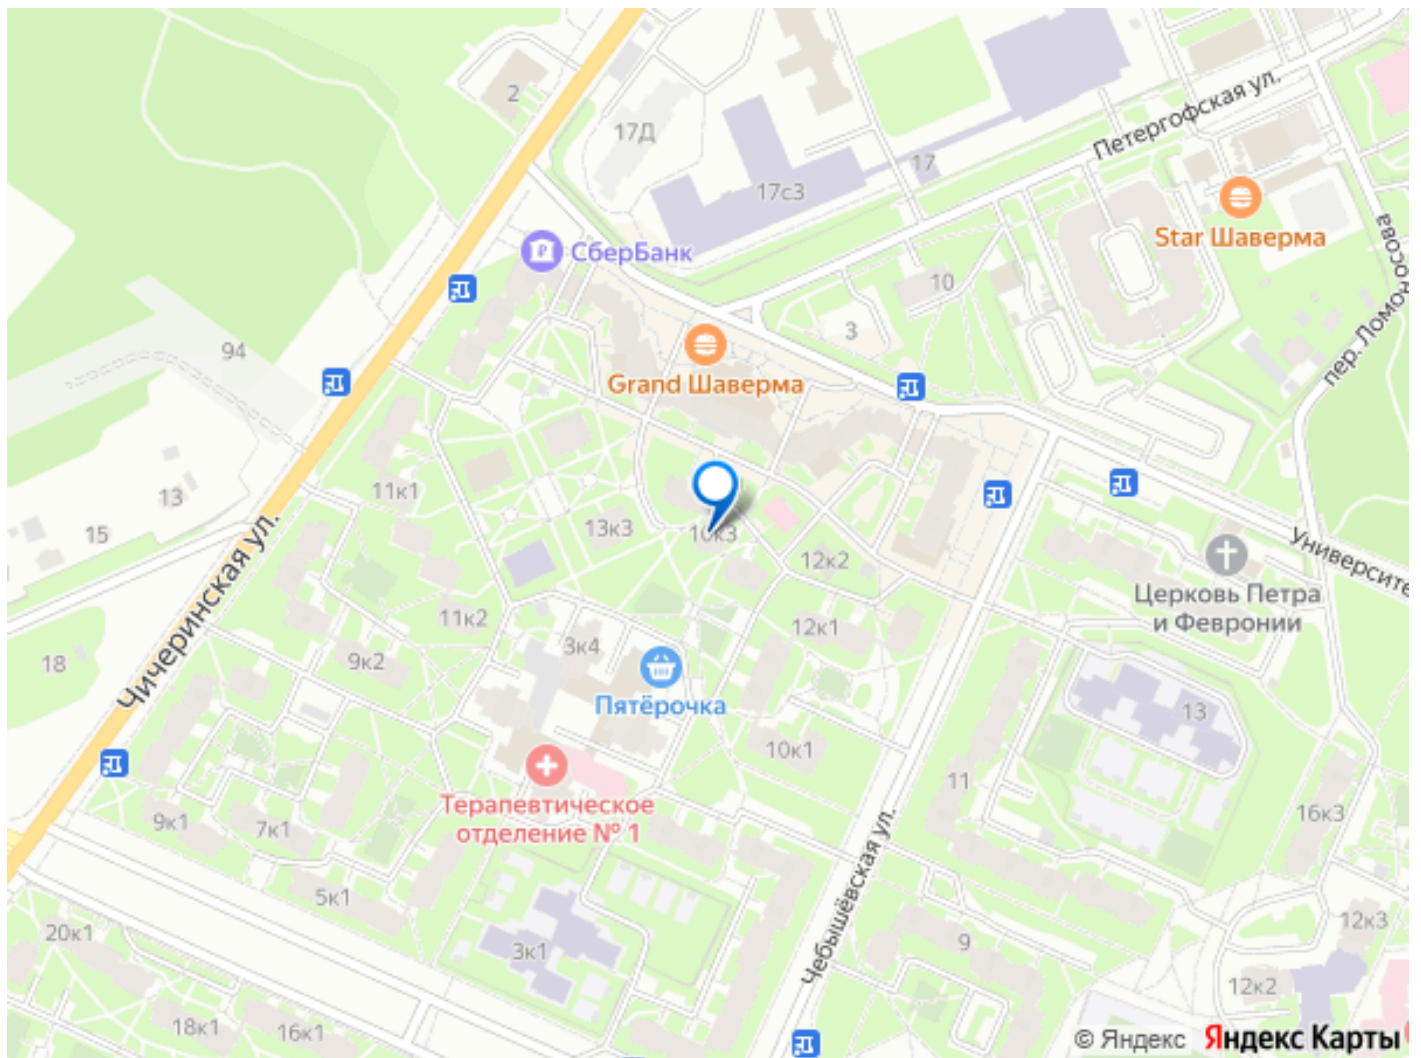 2
17Д
17с3
17
Петергофская ул.
Star Шаверма
СберБанк
10
3
пер. Ломоносова
94
Grand Шаверма
11к1
13
15
13к3
10к3
12к2
Университе
Церковь Петра
и Февронии
Чичеринская ул.
11к2
12к1
3к4
9к2
18
Пятёрочка
13
10к1
11
Терапевтическое
отделение № 1
9к1
7к1
16к3
Чебышёвская ул.
5к1
20к1
3к1
9
12к3
12к2
18к1
16к1
© Яндекс Яндекс Карты